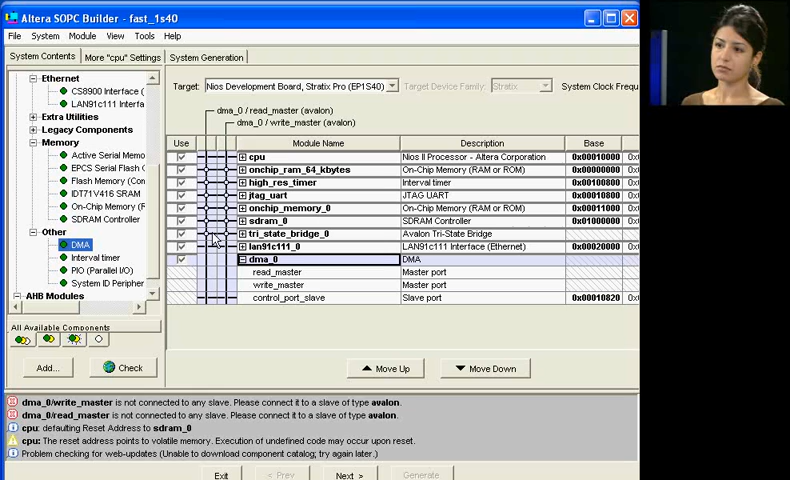 Altera SOPC Builder - fast_1s40
File System Module View Tools Help
System Contents More "cpu" Settings System Generation
Target: Nios Development Board, Stratix Pro (EP1S40) Target Device Family: Stratix System Clock Frequ
dma_0 / read_master (avalon)
dma_0 / write_master (avalon)
Use Module Name Description Base
Ethernet
CS8900 Interface (
LAN91c111 Interfa
Extra Utilities
Legacy Components
Memory
Active Serial Memo
EPCS Serial Flash C
Flash Memory (Con
IDT71V416 SRAM
On-Chip Memory (R
SDRAM Controller
Other
DMA
Interval timer
PIO (Parallel I/O)
System ID Peripher
AHB Modules
All Available Components
Add... Check
cpu Nios II Processor - Altera Corporation 0x00010000
onchip_ram_64_kbytes On-Chip Memory (RAM or ROM) 0x00000000 0x0
high_res_timer Interval timer 0x00100800 0x0
jtag_uart JTAG UART 0x00100810 0x0
onchip_memory_0 On-Chip Memory (RAM or ROM) 0x00011000 0x0
sdram_0 SDRAM Controller 0x01000000 0x0
tri_state_bridge_0 Avalon Tri-State Bridge
lan91c111_0 LAN91c111 Interface (Ethernet) 0x00020000 0x0
dma_0 DMA
read_master Master port
write_master Master port
control_port_slave Slave port 0x00010820 0x0
Move Up Move Down
dma_0/write_master is not connected to any slave. Please connect it to a slave of type avalon.
dma_0/read_master is not connected to any slave. Please connect it to a slave of type avalon.
cpu: defaulting Reset Address to sdram_0
cpu: The reset address points to volatile memory. Execution of undefined code may occur upon reset.
Problem checking for web-updates (Unable to download component catalog; try again later.)
Exit < Prev Next > Generate